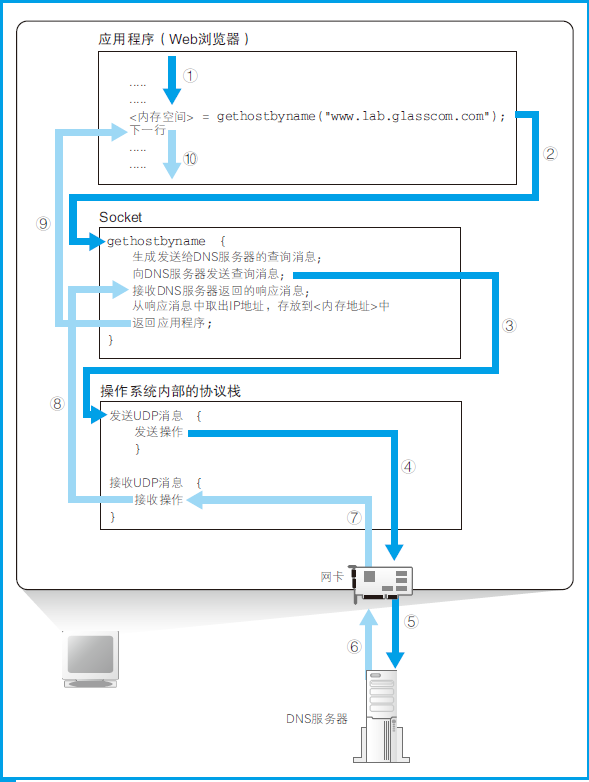 应用程序（Web浏览器）
①
.....
.....
<内存空间> = gethostbyname("www.lab.glasscom.com");
下一行
②
.....
⑩
.....
⑨
Socket
gethostbyname {
生成发送给DNS服务器的查询消息;
向DNS服务器发送查询消息;
接收DNS服务器返回的响应消息;
从响应消息中取出IP地址，存放到<内存地址>中
返回应用程序;
③
}
操作系统内部的协议栈
⑧
发送UDP消息 {
发送操作
}
④
接收UDP消息 {
接收操作
}
⑦
网卡
⑤
⑥
DNS服务器